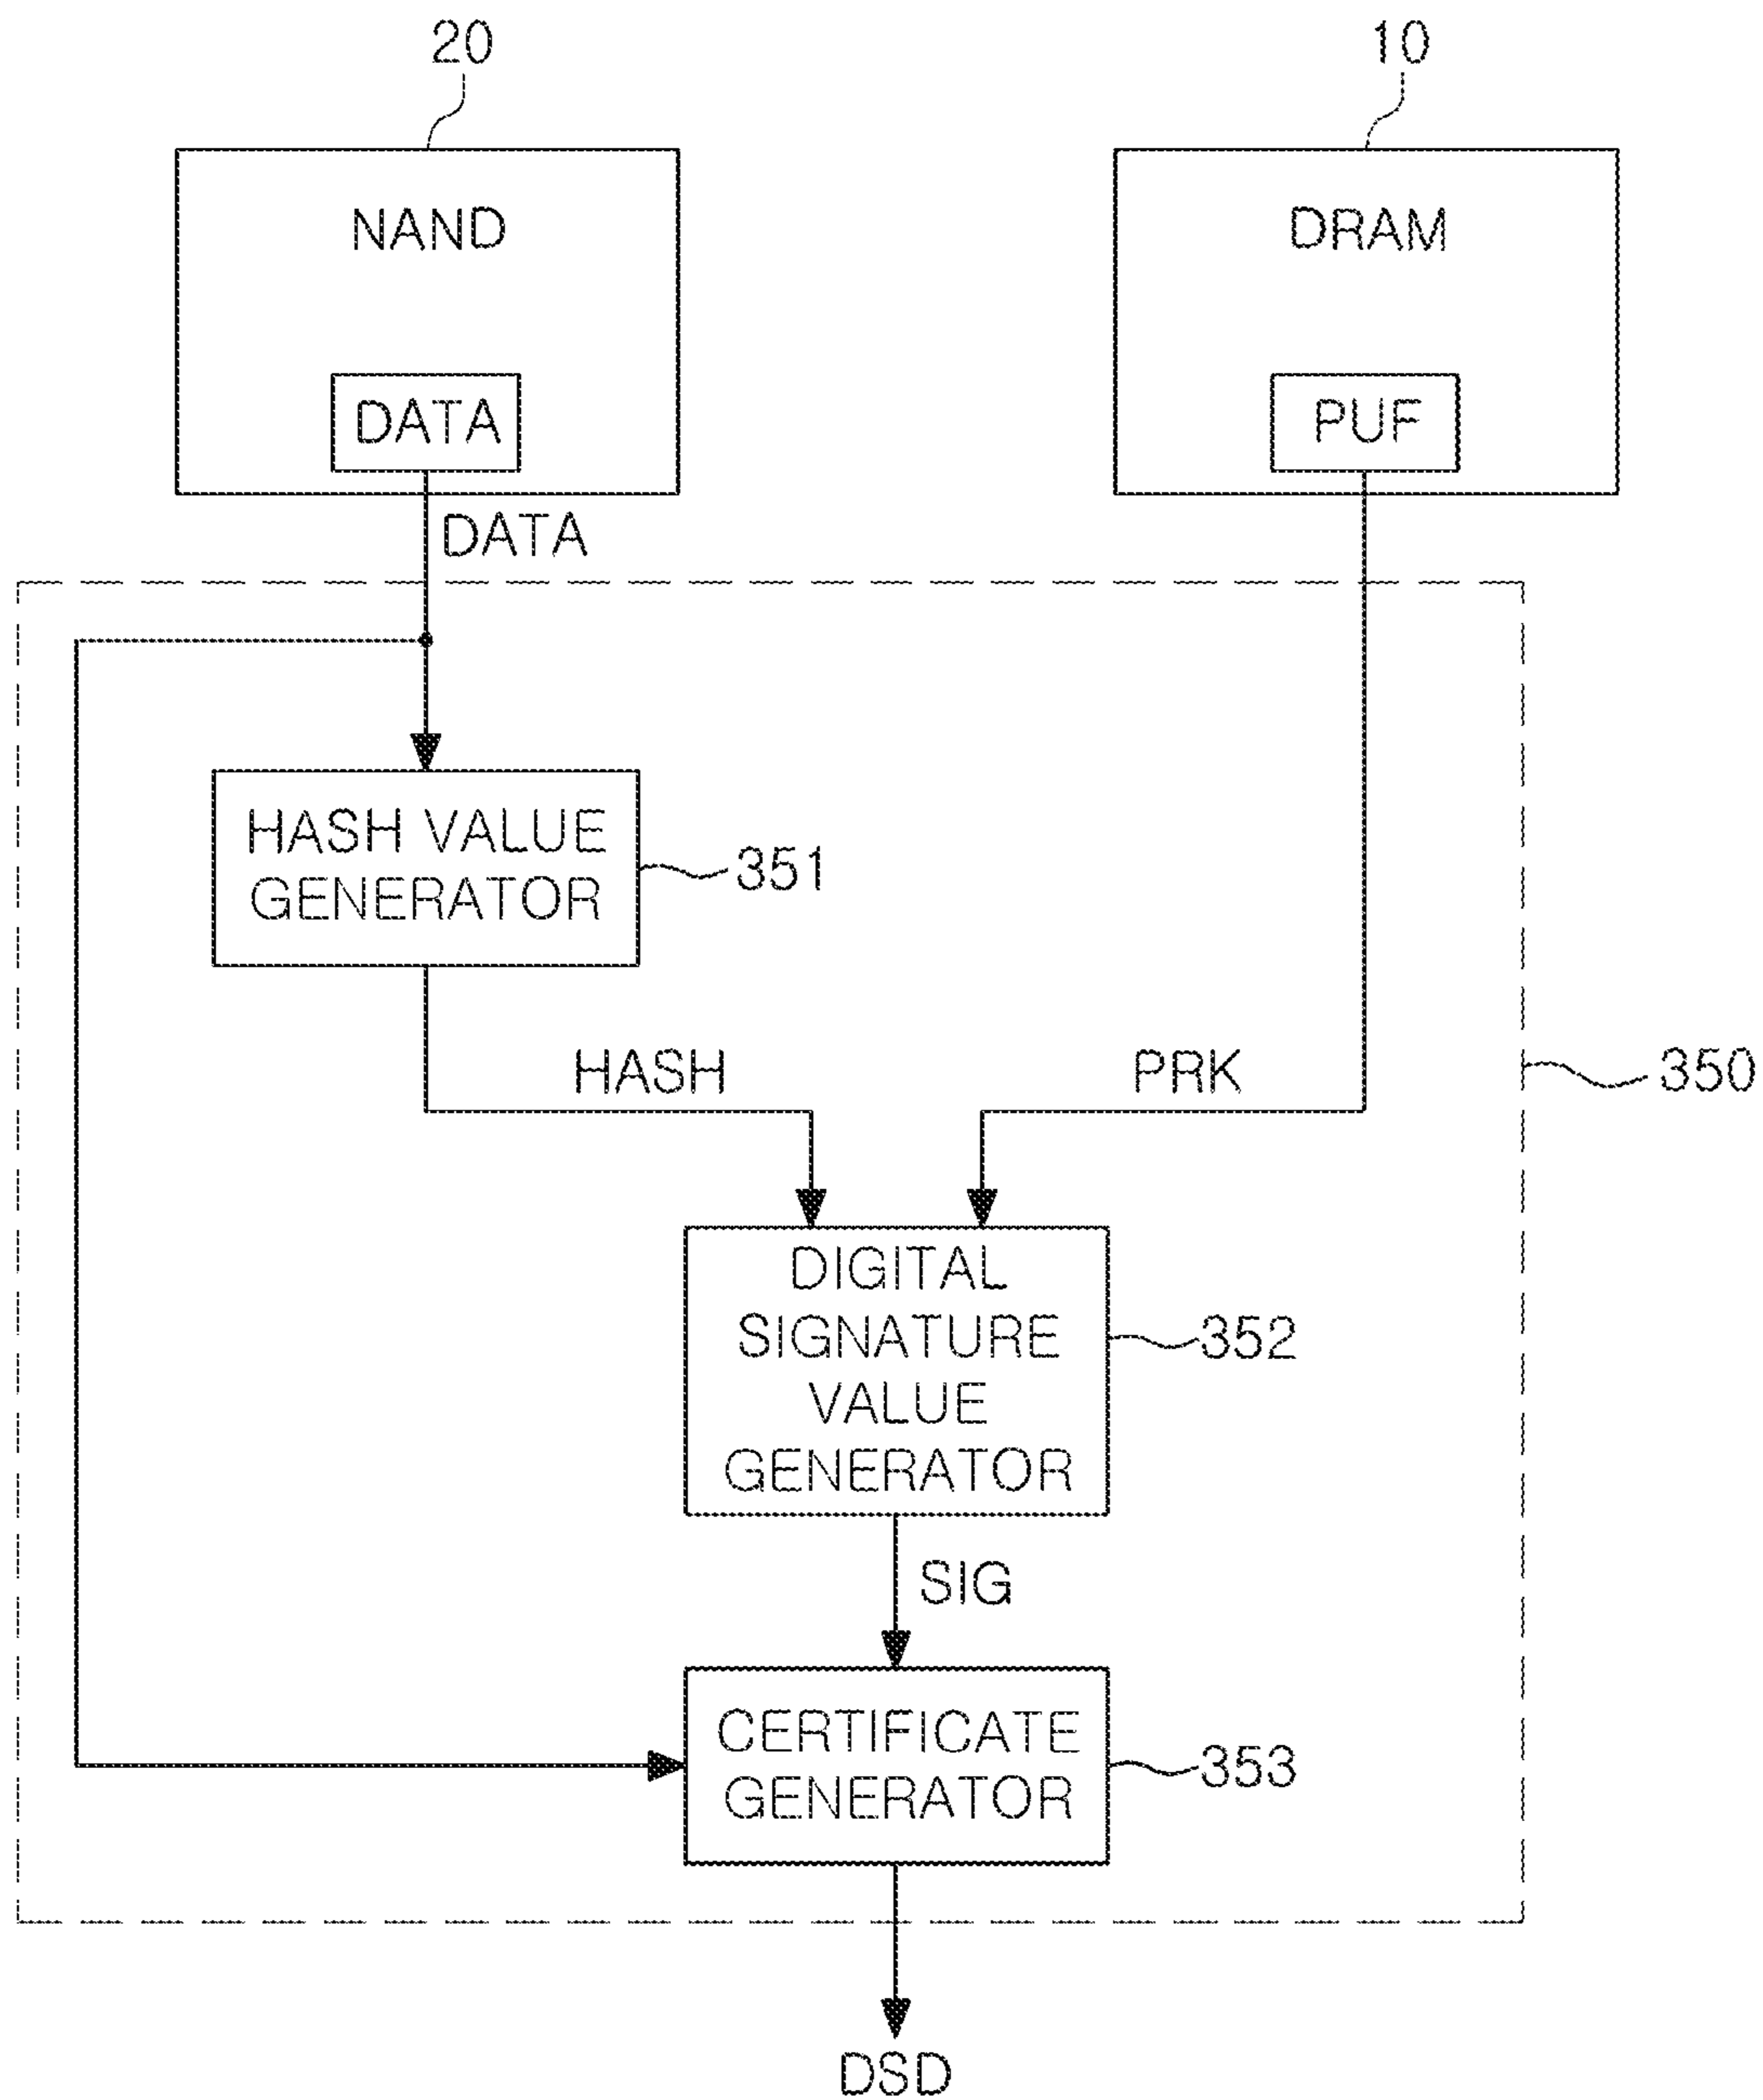 20
10
NAND
DRAM
DATA
PUF
DATA
HASH VALUE
GENERATOR
351
HASH
PRK
350
DIGITAL
SIGNATURE
VALUE
GENERATOR
352
SIG
CERTIFICATE
GENERATOR
353
DSD